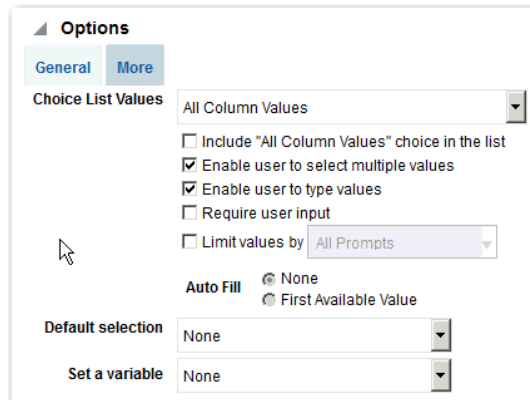 Options
General More
Choice List Values All Column Values
Include "All Column Values" choice in the list
Enable user to select multiple values
Enable user to type values
Require user input
Limit values by All Prompts
Auto Fill None
First Available Value
Default selection None
Set a variable None